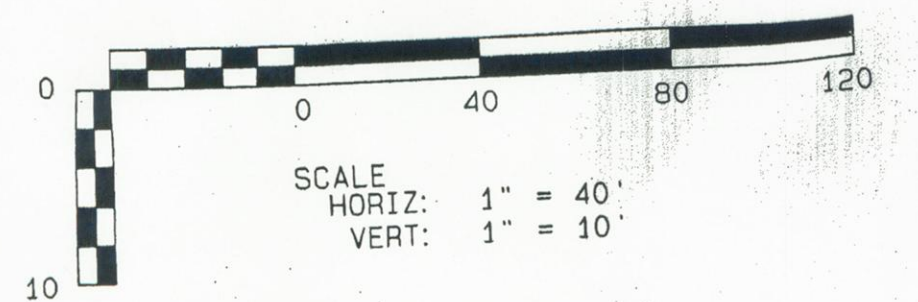 0
0 40 80 120
SCALE
HORIZ: 1" = 40'
VERT: 1" = 10'
10